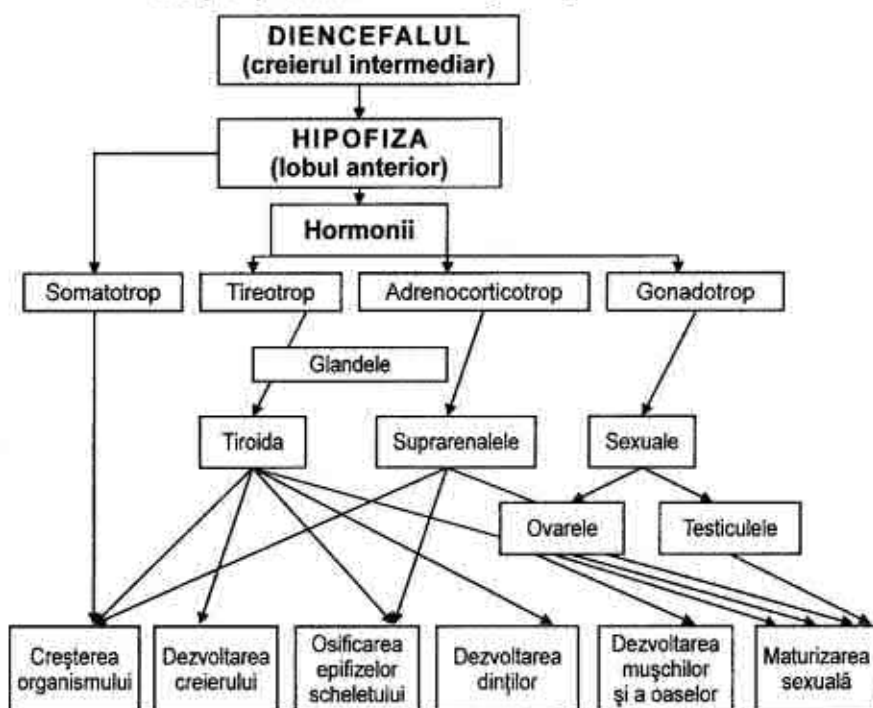 DIENCEFALUL
(creierul intermediar)
HIPOFIZA
(lobul anterior)
Hormonii
Somatotrop
Tireotrop
Adrenocorticotrop
Gonadotrop
Glandele
Tiroida
Suprarenalele
Sexuale
Ovarele
Testiculele
Creşterea
organismului
Dezvoltarea
creierului
Osificarea
epifizelor
scheletului
Dezvoltarea
dinţilor
Dezvoltarea
muşchilor
şi a oaselor
Maturizarea
sexuală